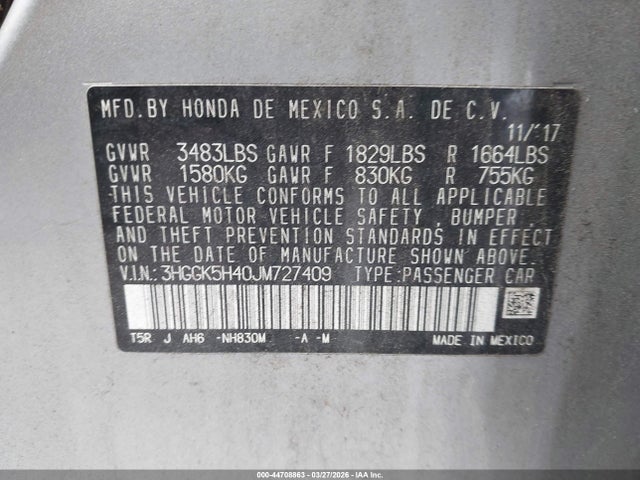 MFD.BY HONDA DE MEXICO S.A. DE C.V.
11/'17
GVWR 3483LBS GAWR F 1829LBS R 1664LBS
GVWR 1580KG GAWR F 830KG R 755KG
THIS VEHICLE CONFORMS TO ALL APPLICABLE
FEDERAL MOTOR VEHICLE SAFETY, BUMPER
AND THEFT PREVENTION STANDARDS IN EFFECT
ON THE DATE OF MANUFACTURE SHOWN ABOVE.
V.I.N.: 3HGGK5H40JM727409 TYPE:PASSENGER CAR
T5R J AH6 -NH830M -A -M MADE IN MEXICO
000-44708863 | 03/27/2026 | IAA Inc.